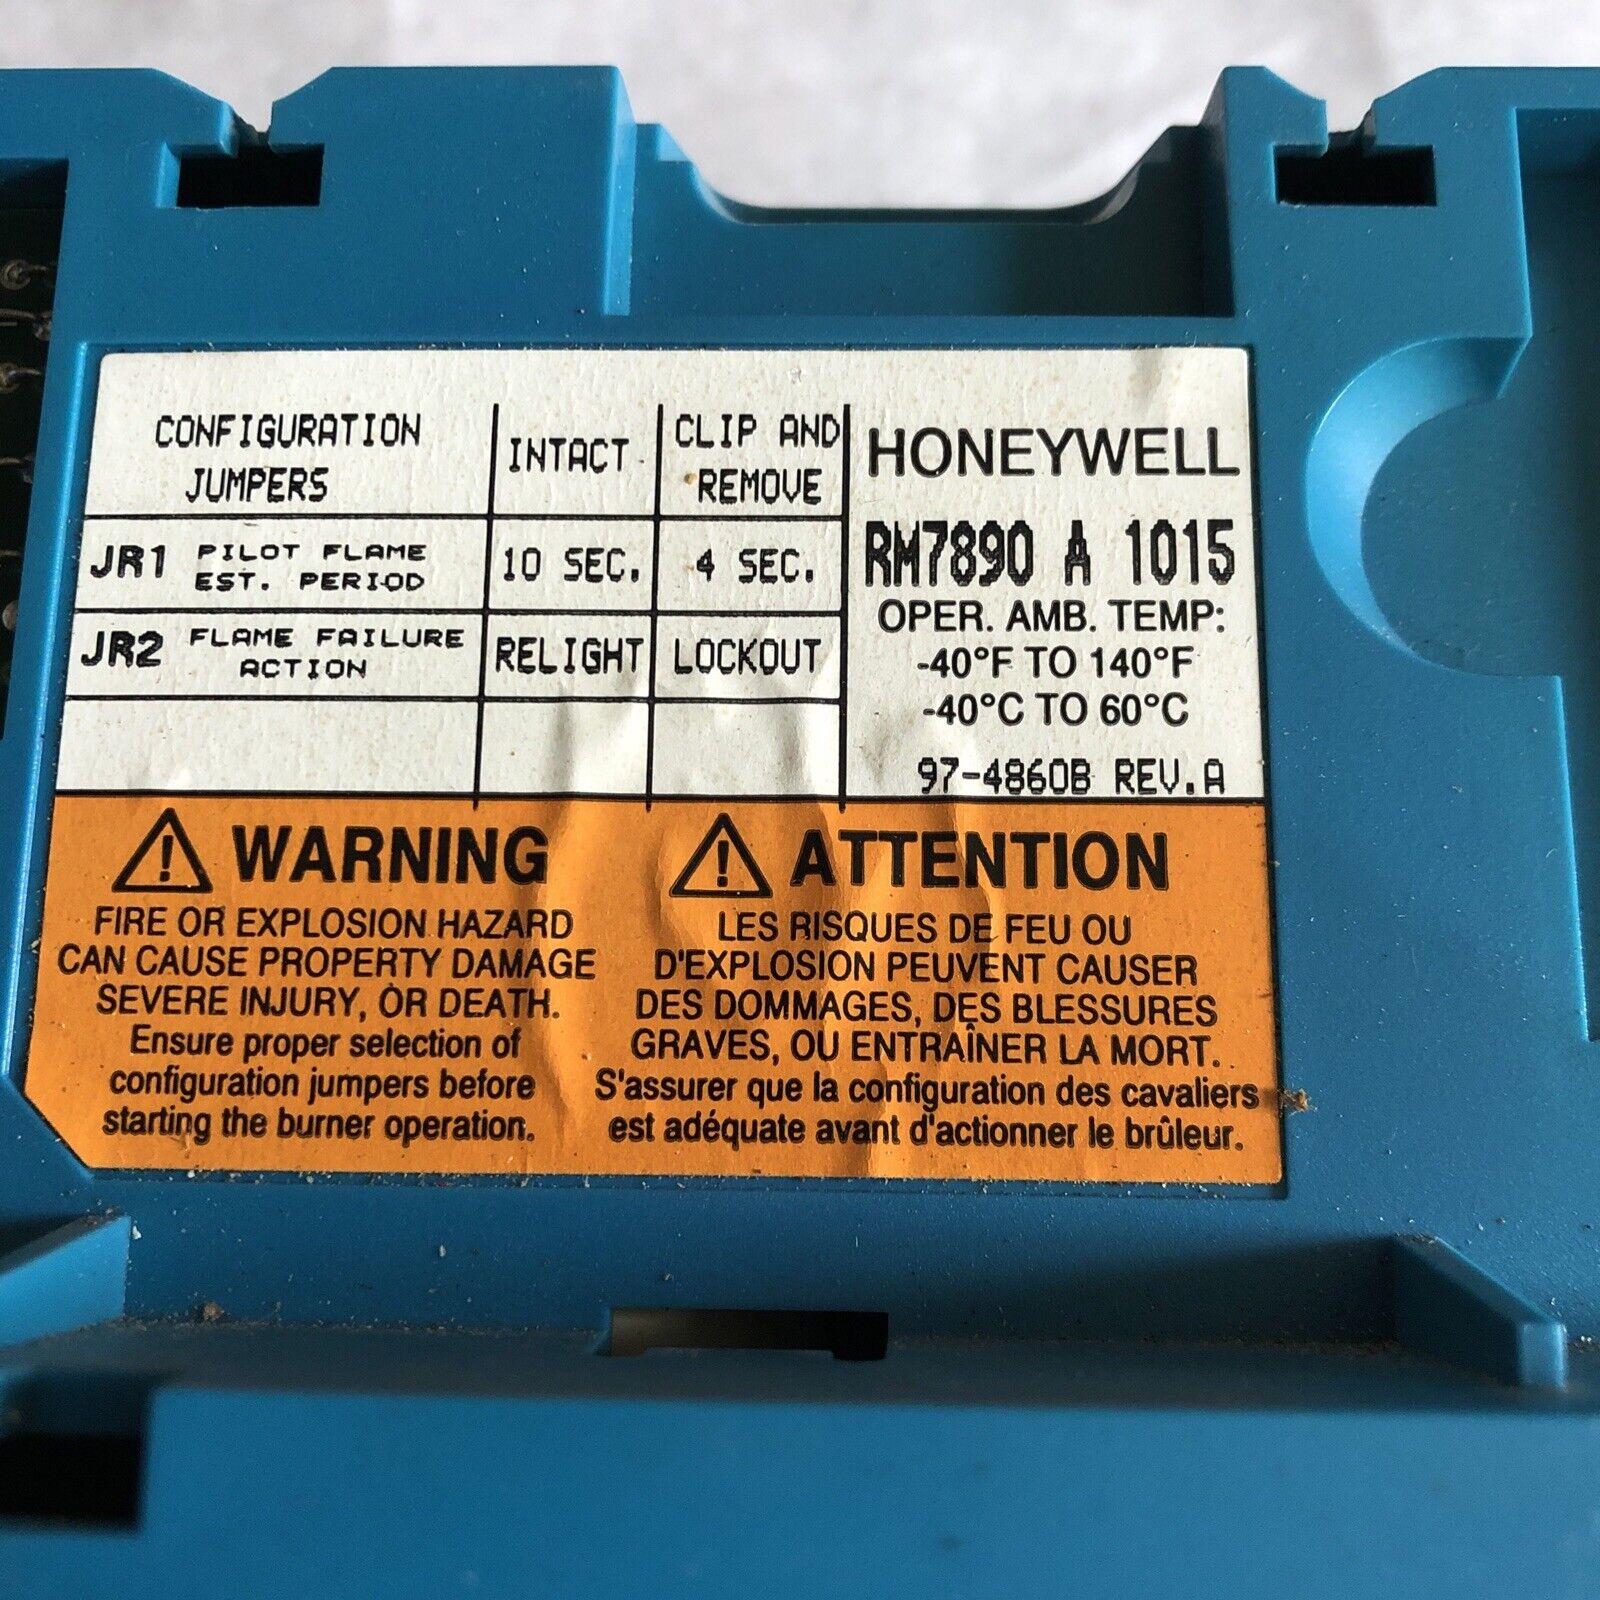 CONFIGURATION JUMPERS INTACT CLIP AND REMOVE
JR1 PILOT FLAME EST. PERIOD 10 SEC. 4 SEC.
JR2 FLAME FAILURE ACTION RELIGHT LOCKOUT
HONEYWELL
RM7890 A 1015
OPER. AMB. TEMP:
-40°F TO 140°F
-40°C TO 60°C
97-4860B REV.A
WARNING
FIRE OR EXPLOSION HAZARD
CAN CAUSE PROPERTY DAMAGE
SEVERE INJURY, OR DEATH.
Ensure proper selection of
configuration jumpers before
starting the burner operation.
ATTENTION
LES RISQUES DE FEU OU
D'EXPLOSION PEUVENT CAUSER
DES DOMMAGES, DES BLESSURES
GRAVES, OU ENTRAÎNER LA MORT.
S'assurer que la configuration des cavaliers
est adéquate avant d'actionner le brûleur.